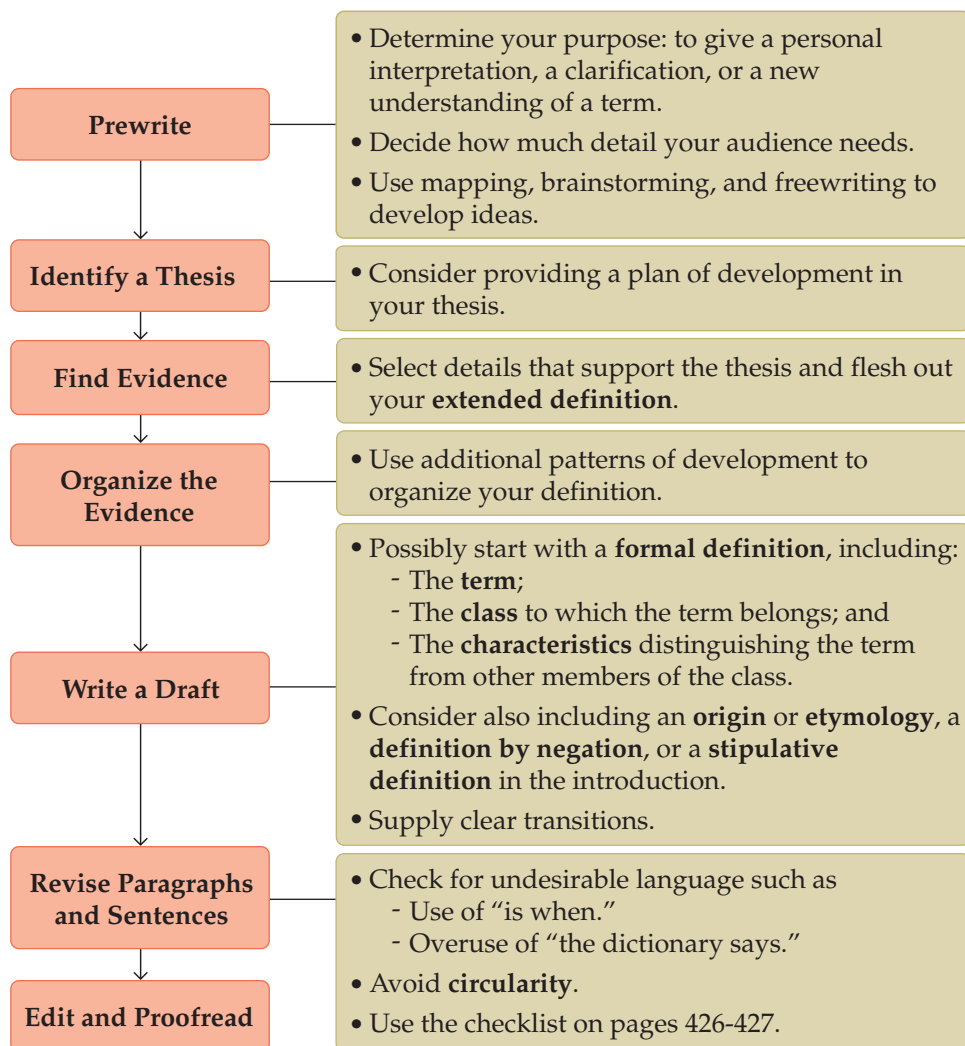 Prewrite
• Determine your purpose: to give a personal
interpretation, a clarification, or a new
understanding of a term.
• Decide how much detail your audience needs.
• Use mapping, brainstorming, and freewriting to
develop ideas.
Identify a Thesis
• Consider providing a plan of development in
your thesis.
Find Evidence
• Select details that support the thesis and flesh out
your extended definition.
Organize the
Evidence
• Use additional patterns of development to
organize your definition.
Write a Draft
• Possibly start with a formal definition, including:
- The term;
- The class to which the term belongs; and
- The characteristics distinguishing the term
from other members of the class.
• Consider also including an origin or etymology, a
definition by negation, or a stipulative
definition in the introduction.
• Supply clear transitions.
Revise Paragraphs
and Sentences
Edit and Proofread
• Check for undesirable language such as
- Use of “is when.”
- Overuse of “the dictionary says.”
• Avoid circularity.
• Use the checklist on pages 426-427.